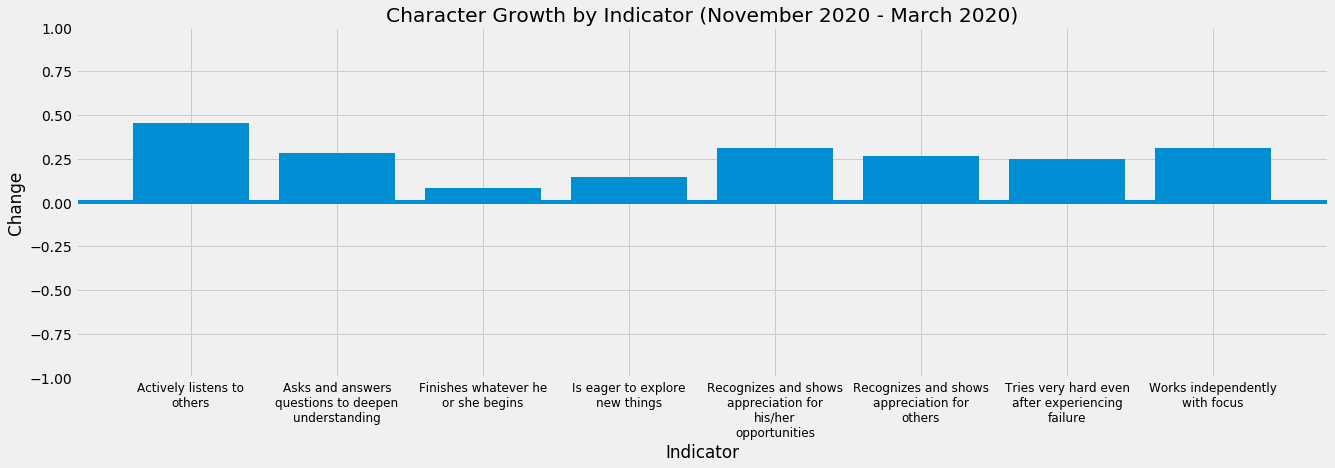 Character Growth by Indicator (November 2020 - March 2020)
1.00
0.75
0.50
0.25
0.00
−0.25
−0.50
−0.75
−1.00
Change
Actively listens to
others
Asks and answers
questions to deepen
understanding
Finishes whatever he
or she begins
Is eager to explore
new things
Recognizes and shows
appreciation for
his/her
opportunities
Recognizes and shows
appreciation for
others
Tries very hard even
after experiencing
failure
Works independently
with focus
Indicator